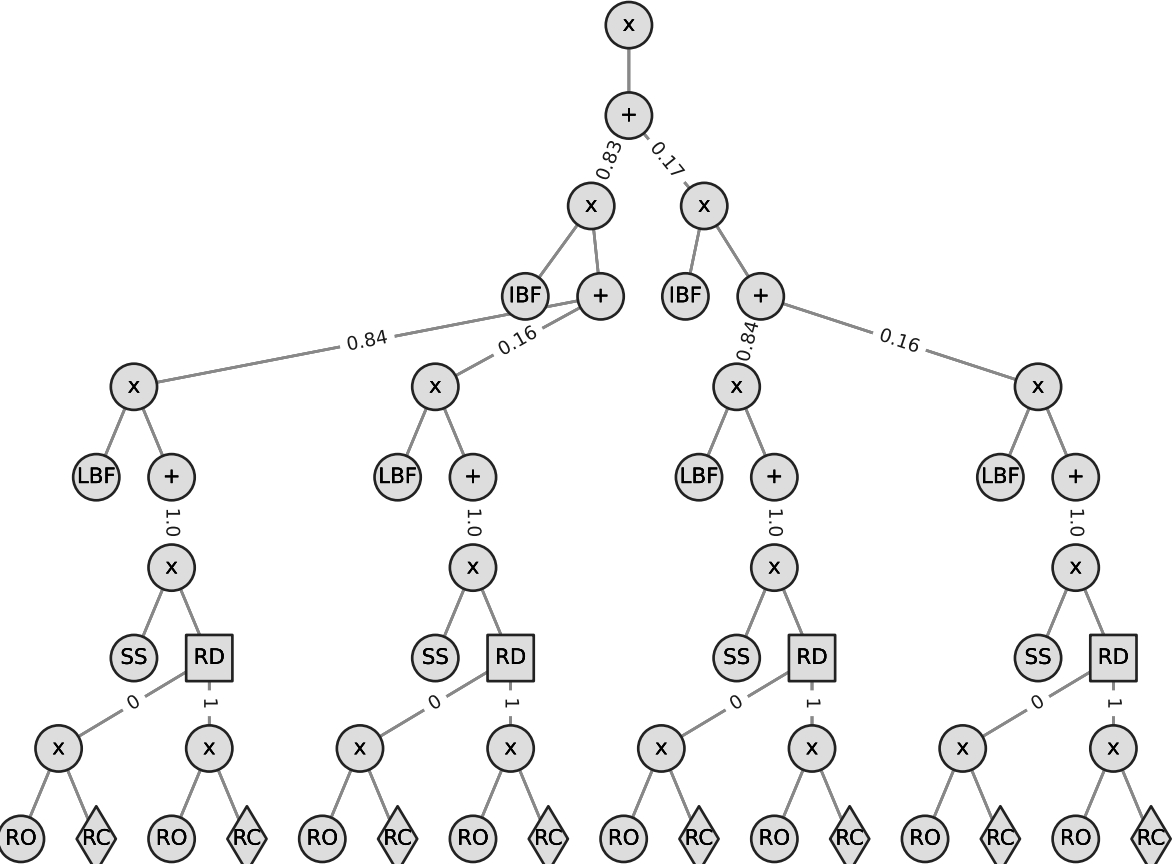 x
+
0.83 0.17
x x
IBF + IBF +
0.84 0.16 0.84 0.16
x x x x
LBF + LBF + LBF + LBF +
1.0 1.0 1.0 1.0
x x x x
SS RD SS RD SS RD SS RD
0 1 0 1 0 1 0 1
x x x x x x x x
RO RC RO RC RO RC RO RC RO RC RO RC RO RC RO RC